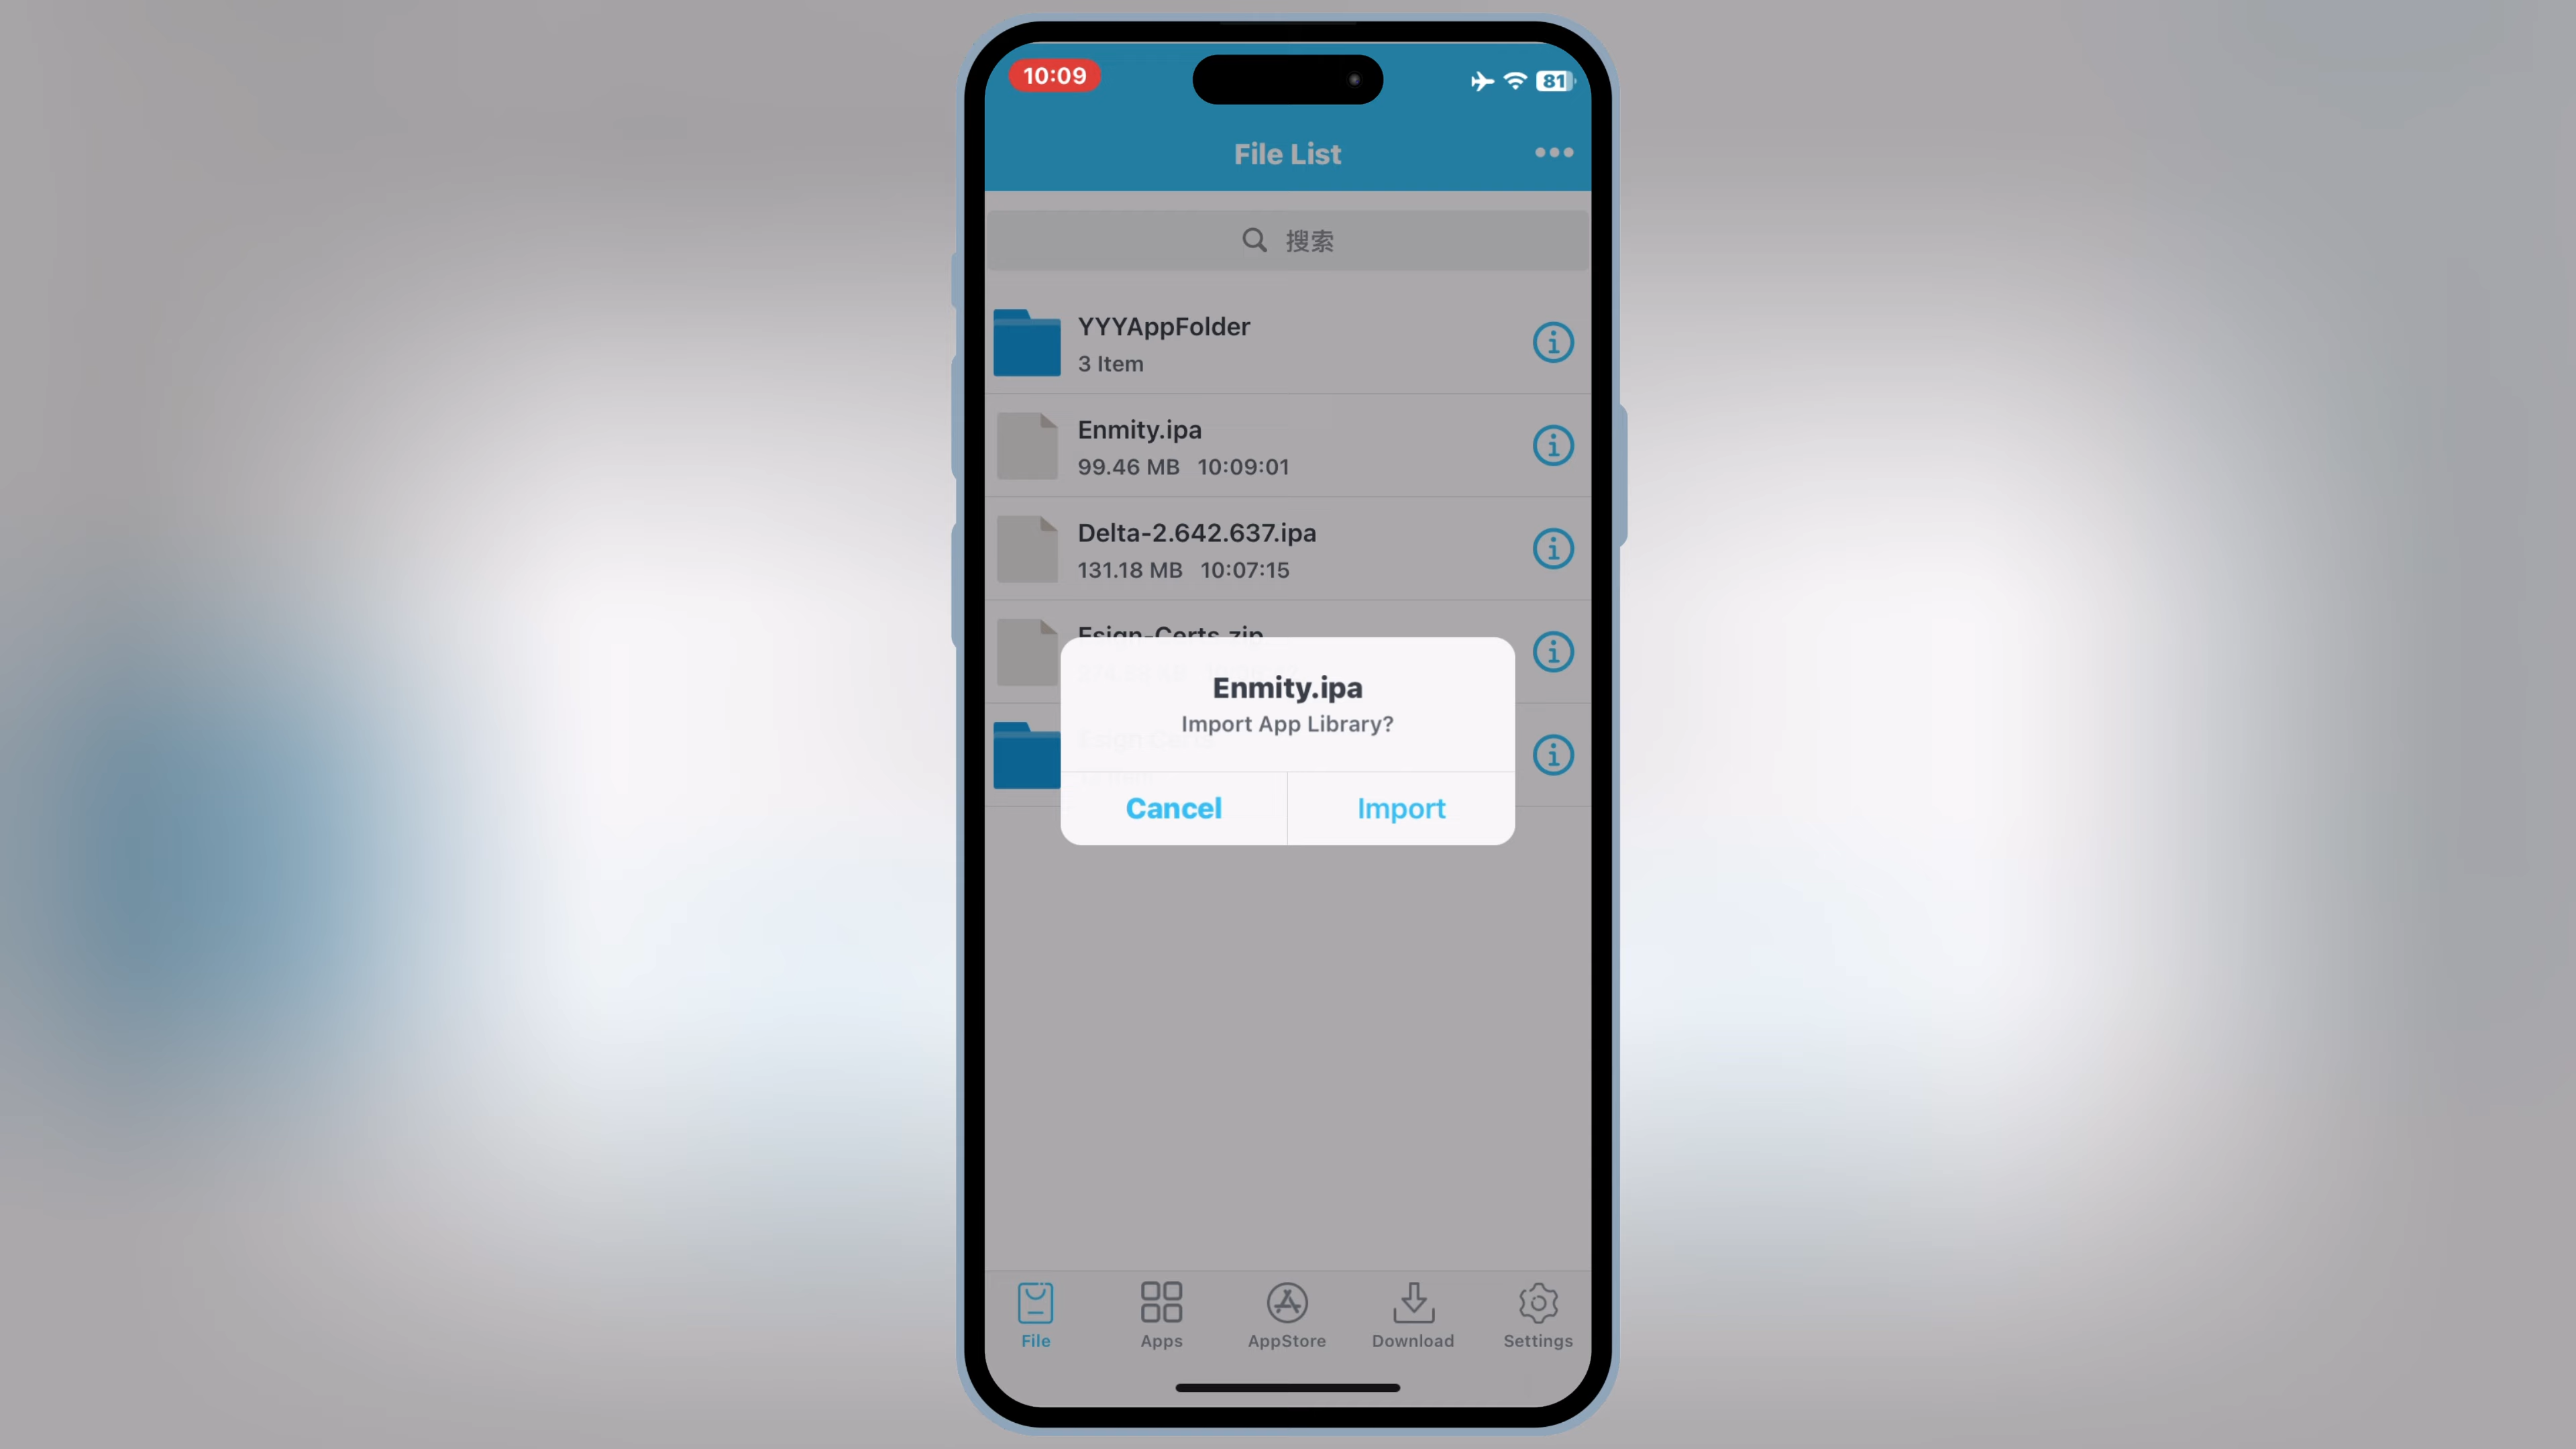 10:09
81
File List
搜索
YYYAppFolder
3 Item
Enmity.ipa
99.46 MB 10:09:01
Delta-2.642.637.ipa
131.18 MB 10:07:15
Esign-Certs.zip
Enmity.ipa
Import App Library?
Cancel
Import
File
Apps
AppStore
Download
Settings